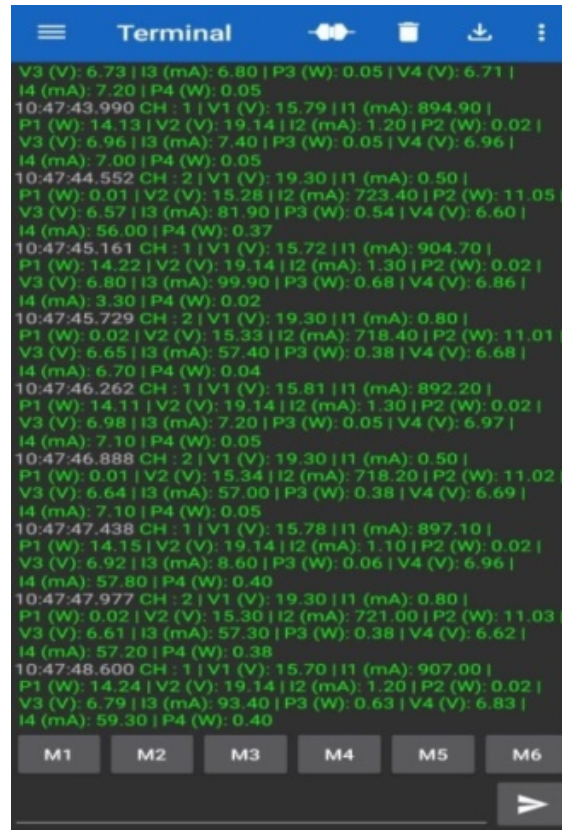 Terminal
V3 (V): 6.73 | I3 (mA): 6.80 | P3 (W): 0.05 | V4 (V): 6.71 |
I4 (mA): 7.20 | P4 (W): 0.05
10:47:43.990 CH : 1 | V1 (V): 15.79 | I1 (mA): 894.90 |
P1 (W): 14.13 | V2 (V): 19.14 | I2 (mA): 1.20 | P2 (W): 0.02 |
V3 (V): 6.96 | I3 (mA): 7.40 | P3 (W): 0.05 | V4 (V): 6.96 |
I4 (mA): 7.00 | P4 (W): 0.05
10:47:44.552 CH : 2 | V1 (V): 19.30 | I1 (mA): 0.50 |
P1 (W): 0.01 | V2 (V): 15.28 | I2 (mA): 723.40 | P2 (W): 11.05 |
V3 (V): 6.57 | I3 (mA): 81.90 | P3 (W): 0.54 | V4 (V): 6.60 |
I4 (mA): 56.00 | P4 (W): 0.37
10:47:45.161 CH : 1 | V1 (V): 15.72 | I1 (mA): 904.70 |
P1 (W): 14.22 | V2 (V): 19.14 | I2 (mA): 1.30 | P2 (W): 0.02 |
V3 (V): 6.80 | I3 (mA): 99.90 | P3 (W): 0.68 | V4 (V): 6.86 |
I4 (mA): 3.30 | P4 (W): 0.02
10:47:45.729 CH : 2 | V1 (V): 19.30 | I1 (mA): 0.80 |
P1 (W): 0.02 | V2 (V): 15.33 | I2 (mA): 718.40 | P2 (W): 11.01 |
V3 (V): 6.65 | I3 (mA): 57.40 | P3 (W): 0.38 | V4 (V): 6.68 |
I4 (mA): 6.70 | P4 (W): 0.04
10:47:46.262 CH : 1 | V1 (V): 15.81 | I1 (mA): 892.20 |
P1 (W): 14.11 | V2 (V): 19.14 | I2 (mA): 1.30 | P2 (W): 0.02 |
V3 (V): 6.98 | I3 (mA): 7.20 | P3 (W): 0.05 | V4 (V): 6.97 |
I4 (mA): 7.10 | P4 (W): 0.05
10:47:46.888 CH : 2 | V1 (V): 19.30 | I1 (mA): 0.50 |
P1 (W): 0.01 | V2 (V): 15.34 | I2 (mA): 718.20 | P2 (W): 11.02 |
V3 (V): 6.64 | I3 (mA): 57.00 | P3 (W): 0.38 | V4 (V): 6.69 |
I4 (mA): 7.10 | P4 (W): 0.05
10:47:47.438 CH : 1 | V1 (V): 15.78 | I1 (mA): 897.10 |
P1 (W): 14.15 | V2 (V): 19.14 | I2 (mA): 1.10 | P2 (W): 0.02 |
V3 (V): 6.92 | I3 (mA): 8.60 | P3 (W): 0.06 | V4 (V): 6.96 |
I4 (mA): 57.80 | P4 (W): 0.40
10:47:47.977 CH : 2 | V1 (V): 19.30 | I1 (mA): 0.80 |
P1 (W): 0.02 | V2 (V): 15.30 | I2 (mA): 721.00 | P2 (W): 11.03 |
V3 (V): 6.61 | I3 (mA): 57.30 | P3 (W): 0.38 | V4 (V): 6.62 |
I4 (mA): 57.20 | P4 (W): 0.38
10:47:48.600 CH : 1 | V1 (V): 15.70 | I1 (mA): 907.00 |
P1 (W): 14.24 | V2 (V): 19.14 | I2 (mA): 1.20 | P2 (W): 0.02 |
V3 (V): 6.79 | I3 (mA): 93.40 | P3 (W): 0.63 | V4 (V): 6.83 |
I4 (mA): 59.30 | P4 (W): 0.40
M1 M2 M3 M4 M5 M6